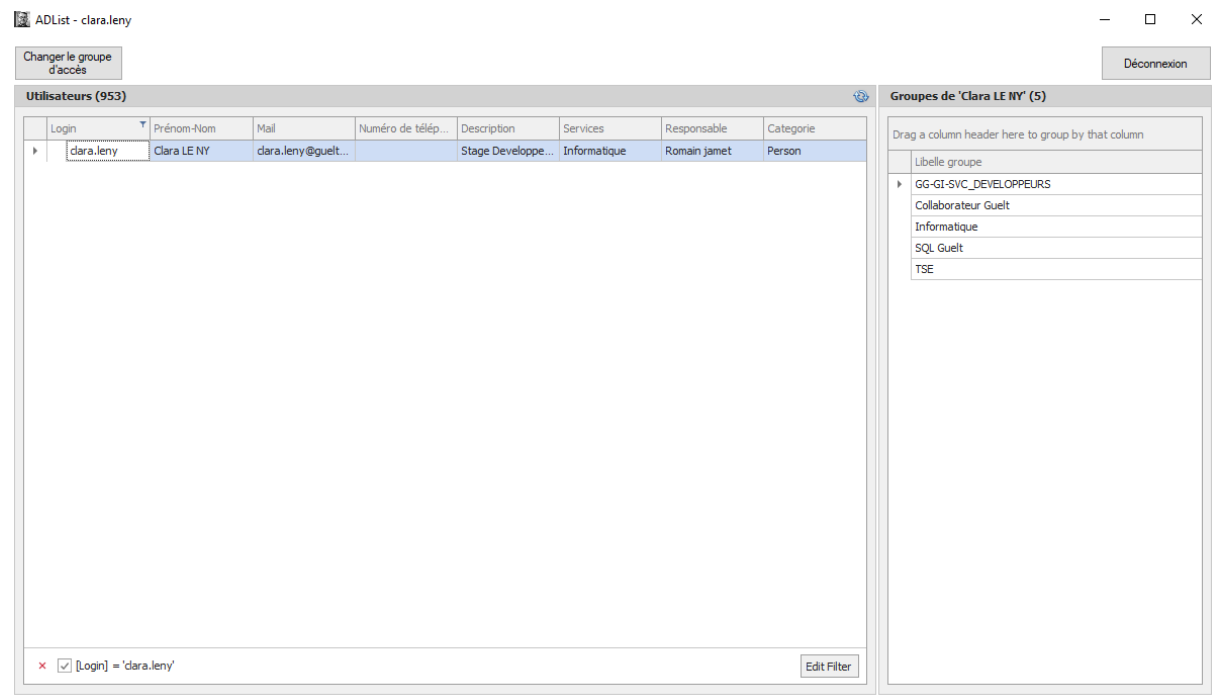 ADList - clara.leny
Changer le groupe
d'accès
Déconnexion
Utilisateurs (953)
Login Prénom-Nom Mail Numéro de télép... Description Services Responsable Categorie
clara.leny Clara LE NY clara.leny@guelt... Stage Developpe... Informatique Romain jamet Person
[Login] = 'clara.leny'
Edit Filter
Groupes de 'Clara LE NY' (5)
Drag a column header here to group by that column
Libelle groupe
GG-GI-SVC_DEVELOPPEURS
Collaborateur Guelt
Informatique
SQL Guelt
TSE